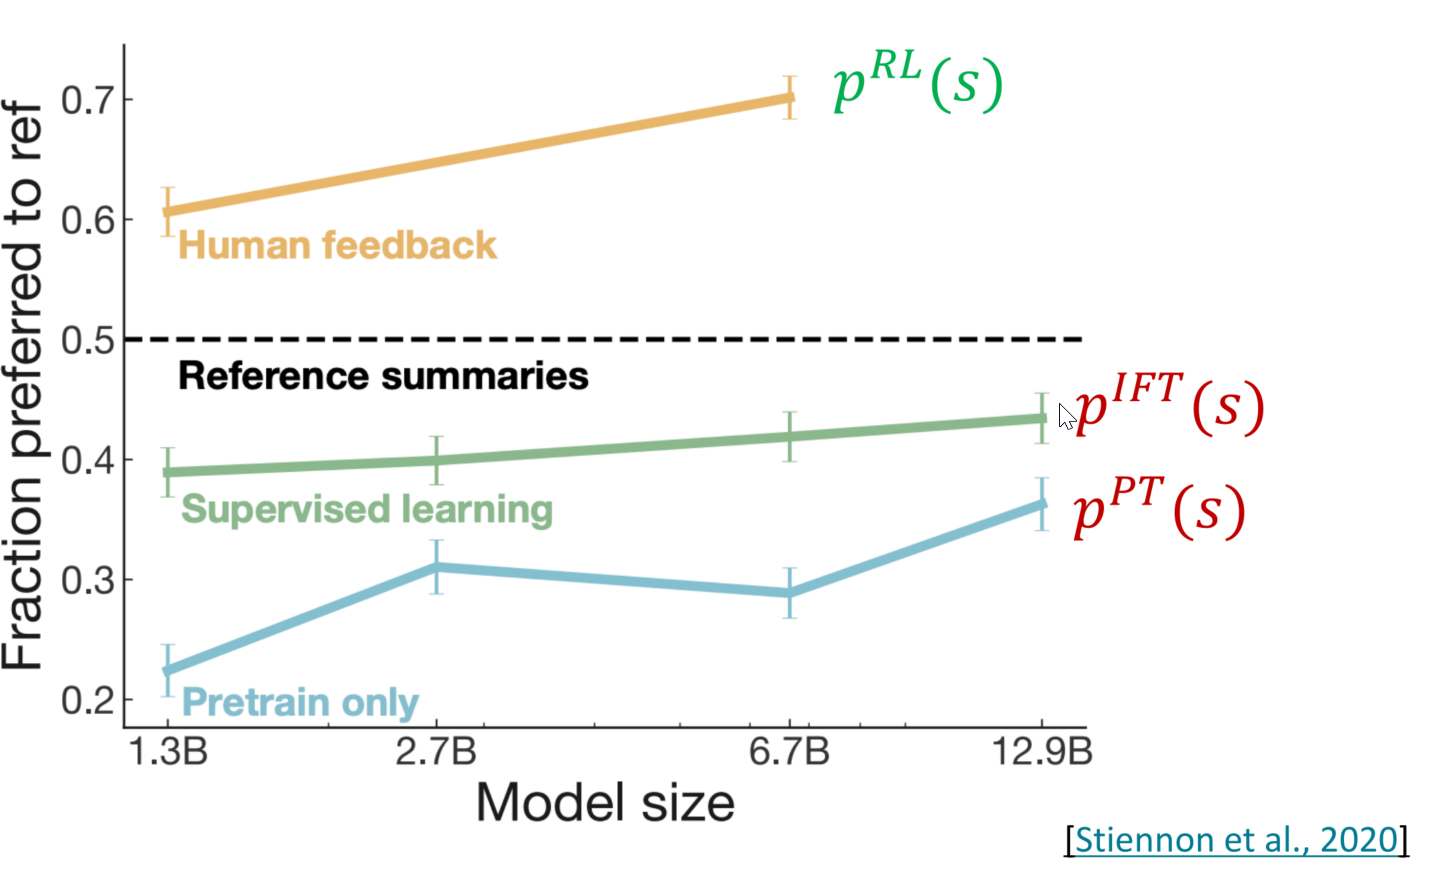 Fraction preferred to ref
0.7
0.6
0.5
0.4
0.3
0.2
p^{RL}(s)
Human feedback
Reference summaries
p^{IFT}(s)
Supervised learning
p^{PT}(s)
Pretrain only
1.3B 2.7B 6.7B 12.9B
Model size
[Stiennon et al., 2020]